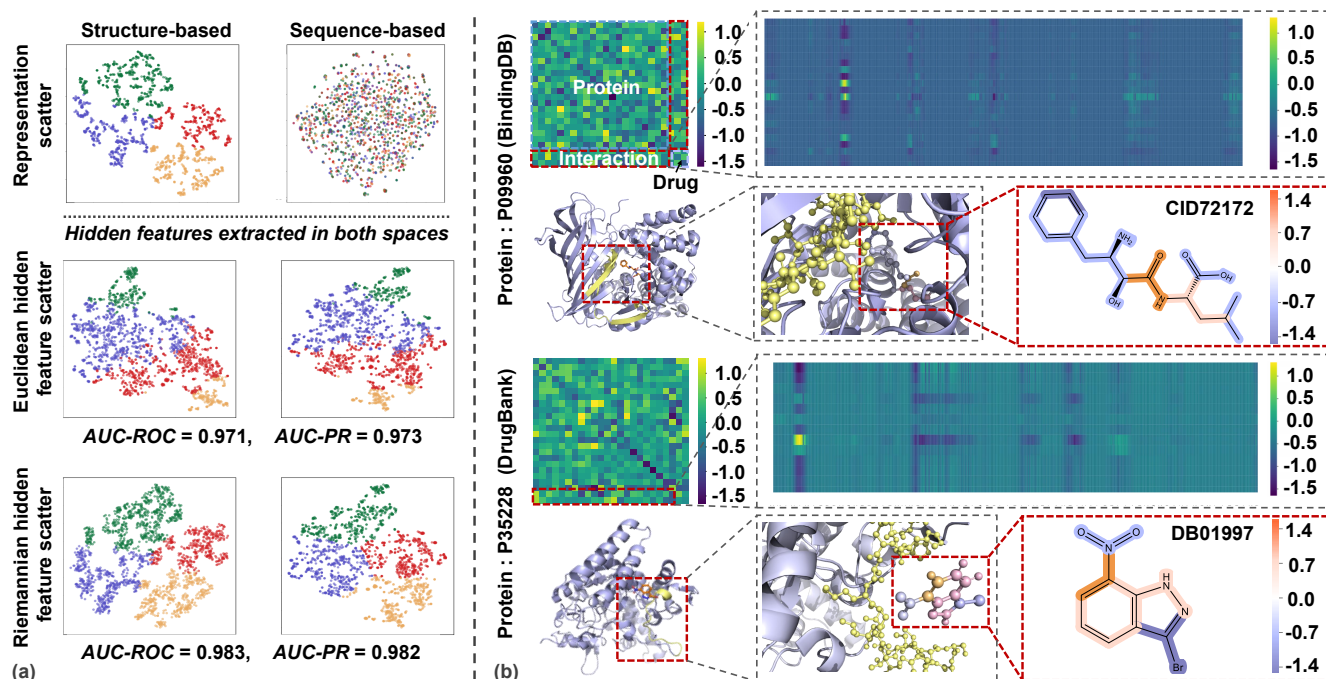 Structure-based
Sequence-based
Representation
scatter
Hidden features extracted in both spaces
Euclidean hidden
feature scatter
AUC-ROC = 0.971, AUC-PR = 0.973
Riemannian hidden
feature scatter
AUC-ROC = 0.983, AUC-PR = 0.982
(a)
Protein : P09960 (BindingDB)
Protein
Interaction
Drug
1.0
0.5
0.0
-0.5
-1.0
-1.5
1.0
0.5
0.0
-0.5
-1.0
-1.5
CID72172
NH2
O
O
OH
OH
N
H
1.4
0.7
0.0
-0.7
-1.4
Protein : P35228 (DrugBank)
1.0
0.5
0.0
-0.5
-1.0
-1.5
1.0
0.5
0.0
-0.5
-1.0
-1.5
DB01997
O
O
N
H
N
N
Br
1.4
0.7
0.0
-0.7
-1.4
(b)